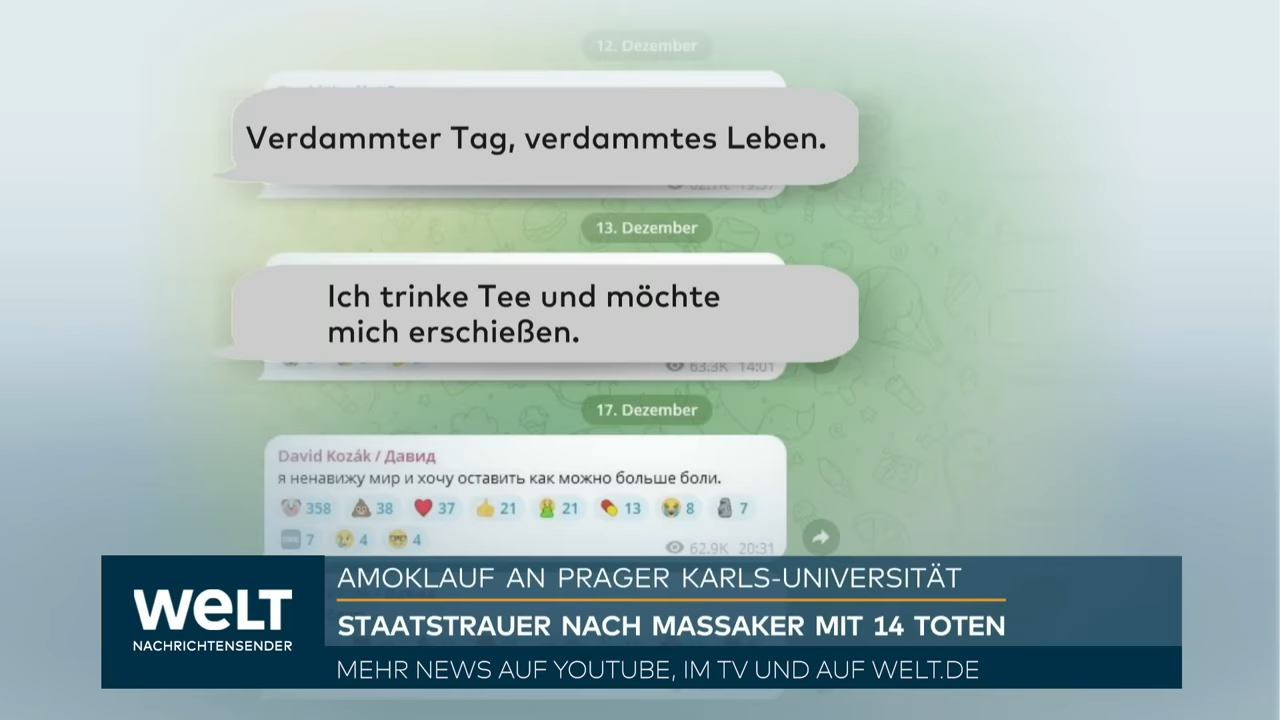 12. Dezember
Verdammter Tag, verdammtes Leben.
13. Dezember
Ich trinke Tee und möchte
mich erschießen.
63.3K 14:01
17. Dezember
David Kozák / Давид
я ненавижу мир и хочу оставить как можно больше боли.
358 38 37 21 21 13 8 7
7 4 4
62.9K 20:31
AMOKLAUF AN PRAGER KARLS-UNIVERSITÄT
STAATSTRAUER NACH MASSAKER MIT 14 TOTEN
MEHR NEWS AUF YOUTUBE, IM TV UND AUF WELT.DE
WELT
NACHRICHTENSENDER